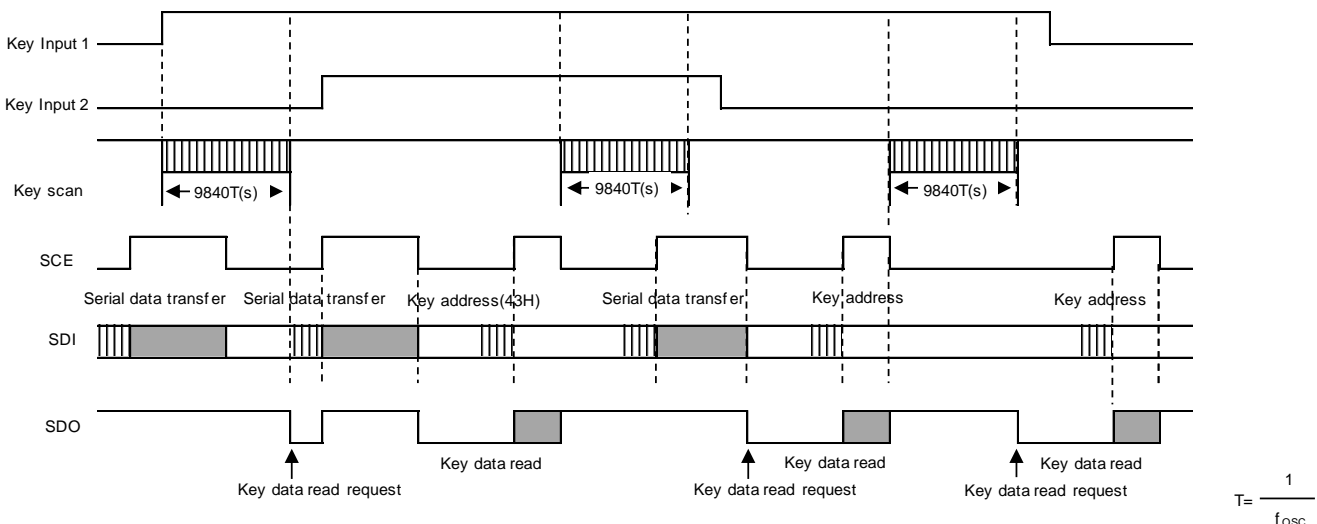 Key Input 1
Key Input 2
Key scan
9840T(s) 9840T(s) 9840T(s)
SCE
Serial data transfer Serial data transfer Key address(43H) Serial data transfer Key address Key address
SDI
SDO
Key data read Key data read Key data read
Key data read request Key data read request Key data read request
T= 1
fosc